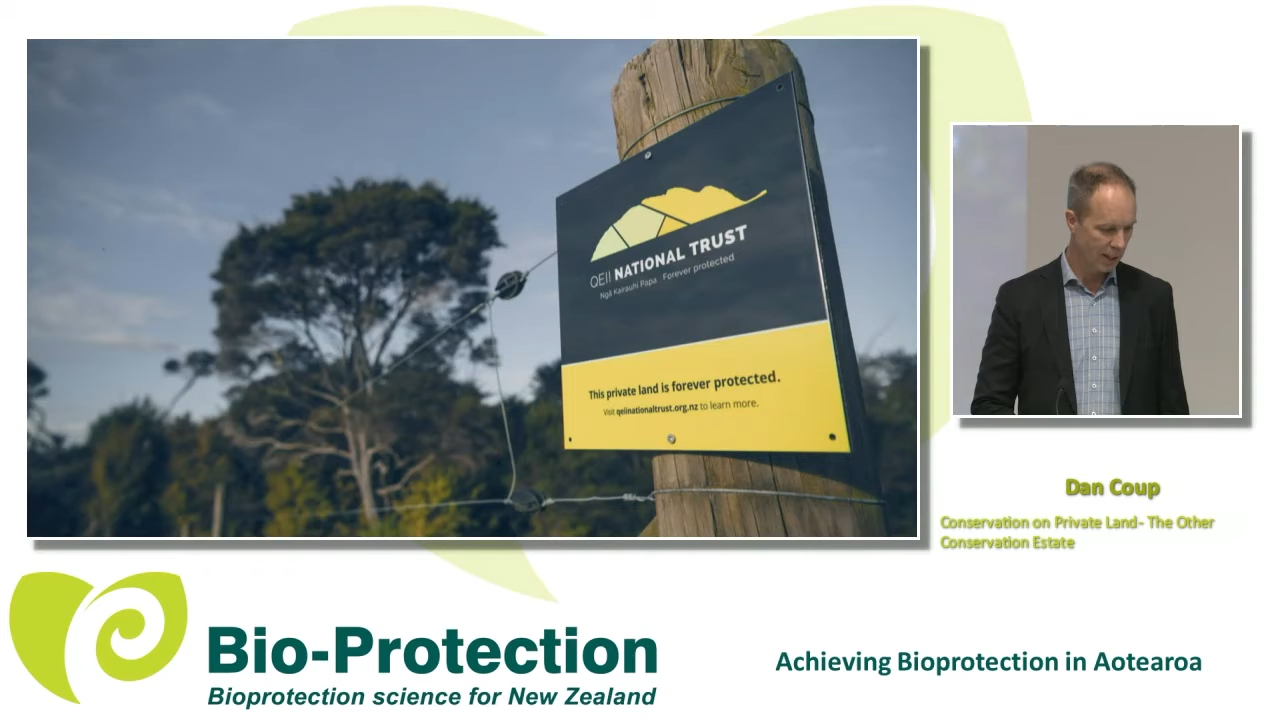 QEII NATIONAL TRUST
Ngā Kairauhī Papa · Forever protected
This private land is forever protected.
Visit qeiinationaltrust.org.nz to learn more.
Dan Coup
Conservation on Private Land - The Other
Conservation Estate
Bio-Protection
Bioprotection science for New Zealand
Achieving Bioprotection in Aotearoa